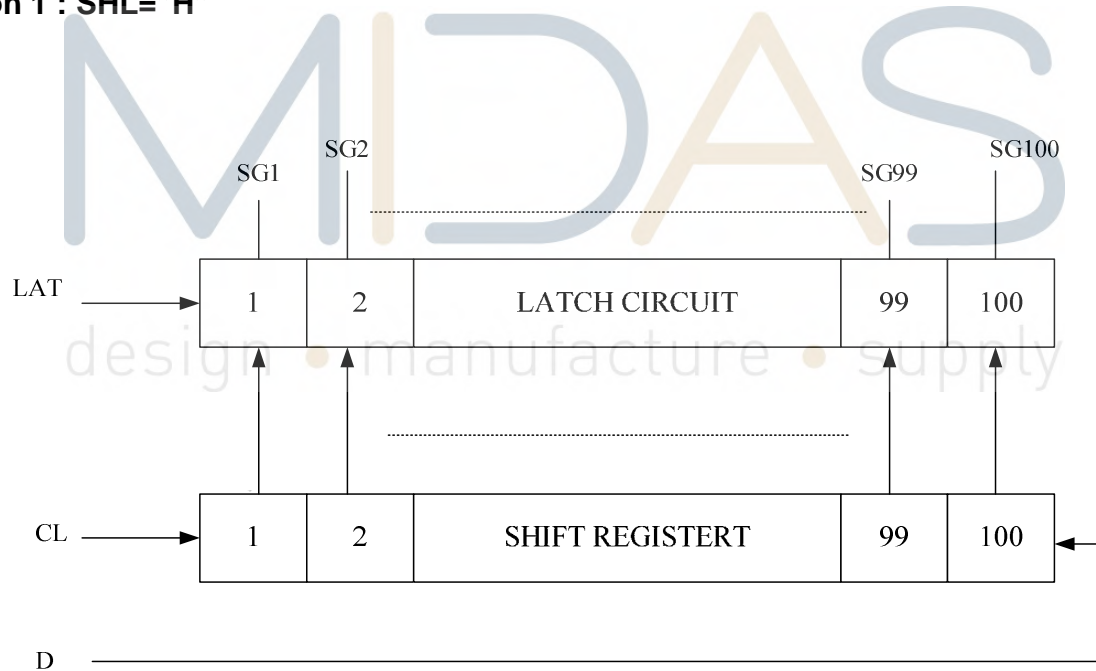 on 1 : SHL= H
MIDAS
SG2
SG100
SG1
SG99
LAT
1 2 LATCH CIRCUIT 99 100
design • manufacture • supply
CL
1 2 SHIFT REGISTERT 99 100
D